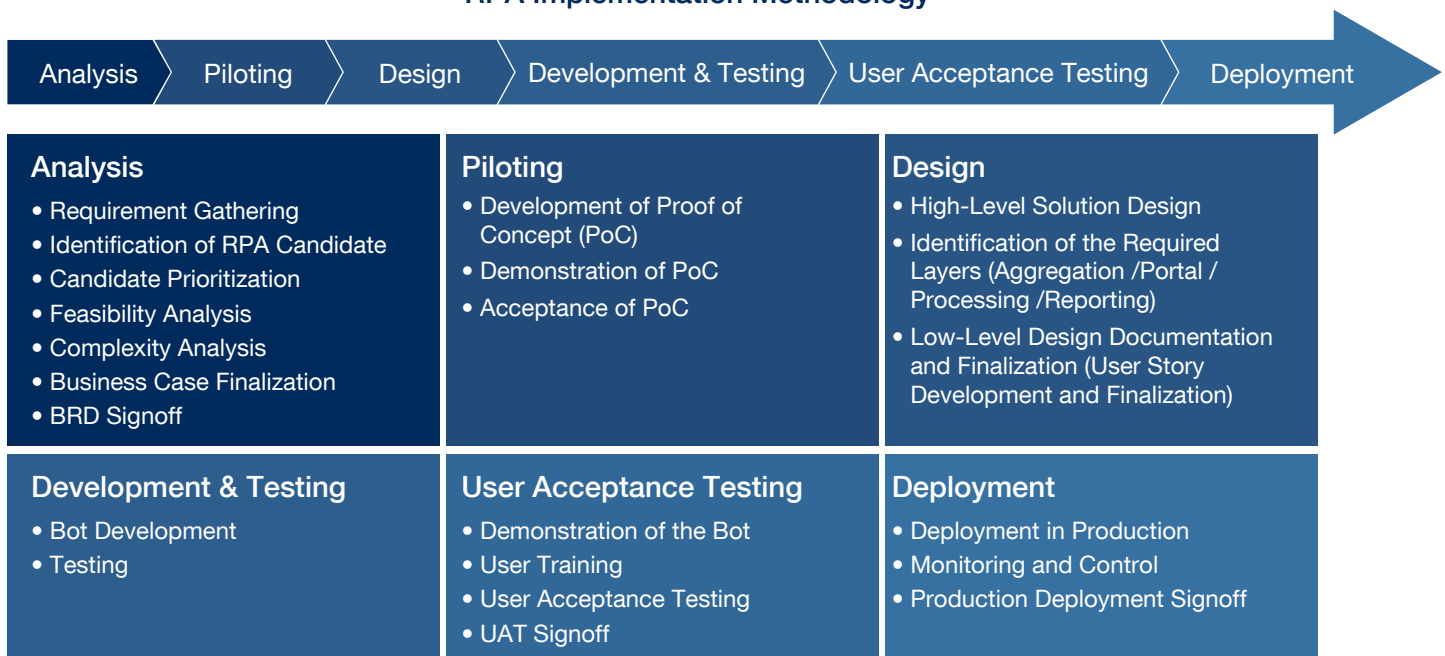 RPA Implementation Methodology
Analysis
Piloting
Design
Development & Testing
User Acceptance Testing
Deployment
Analysis
• Requirement Gathering
• Identification of RPA Candidate
• Candidate Prioritization
• Feasibility Analysis
• Complexity Analysis
• Business Case Finalization
• BRD Signoff
Piloting
• Development of Proof of
Concept (PoC)
• Demonstration of PoC
• Acceptance of PoC
Design
• High-Level Solution Design
• Identification of the Required
Layers (Aggregation /Portal /
Processing /Reporting)
• Low-Level Design Documentation
and Finalization (User Story
Development and Finalization)
Development & Testing
• Bot Development
• Testing
User Acceptance Testing
• Demonstration of the Bot
• User Training
• User Acceptance Testing
• UAT Signoff
Deployment
• Deployment in Production
• Monitoring and Control
• Production Deployment Signoff